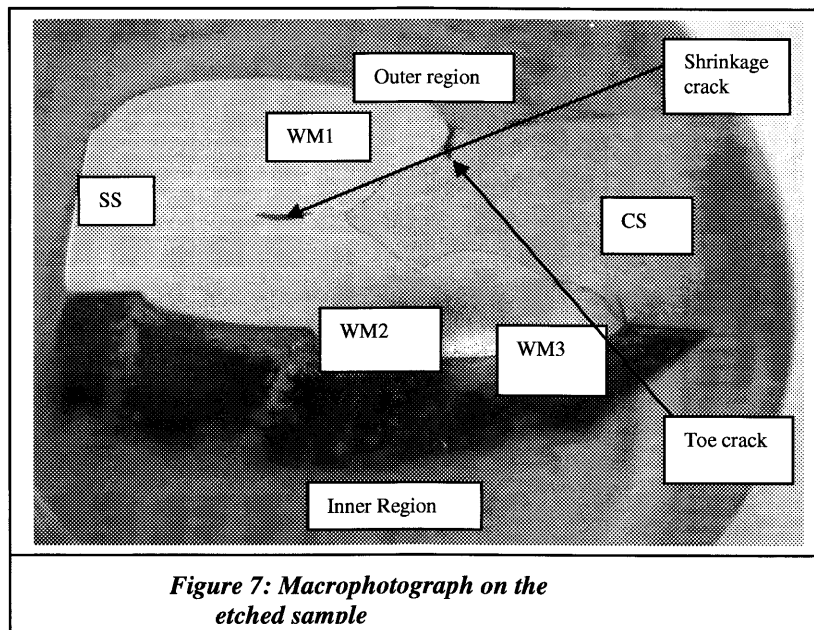 Outer region
Shrinkage
crack
WM1
SS
CS
WM2
WM3
Toe crack
Inner Region
Figure 7: Macrophotograph on the
etched sample